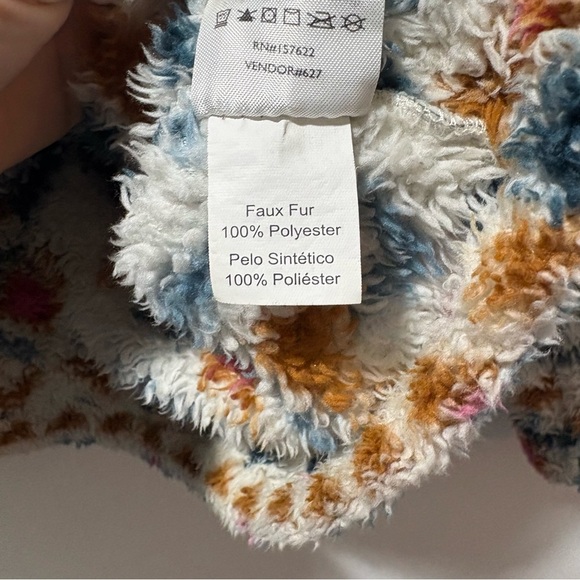 RN#157622
VENDOR#627
Faux Fur
100% Polyester
Pelo Sintético
100% Poliéster